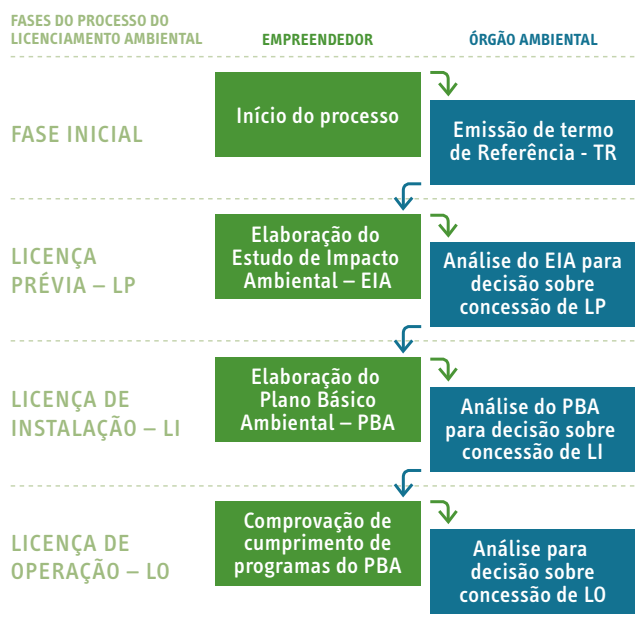 FASES DO PROCESSO DO
LICENCIAMENTO AMBIENTAL
EMPREENDEDOR
ÓRGÃO AMBIENTAL
FASE INICIAL
Início do processo
Emissão de termo
de Referência - TR
LICENÇA
PRÉVIA – LP
Elaboração do
Estudo de Impacto
Ambiental – EIA
Análise do EIA para
decisão sobre
concessão de LP
LICENÇA DE
INSTALAÇÃO – LI
Elaboração do
Plano Básico
Ambiental – PBA
Análise do PBA
para decisão sobre
concessão de LI
LICENÇA DE
OPERAÇÃO – LO
Comprovação de
cumprimento de
programas do PBA
Análise para
decisão sobre
concessão de LO